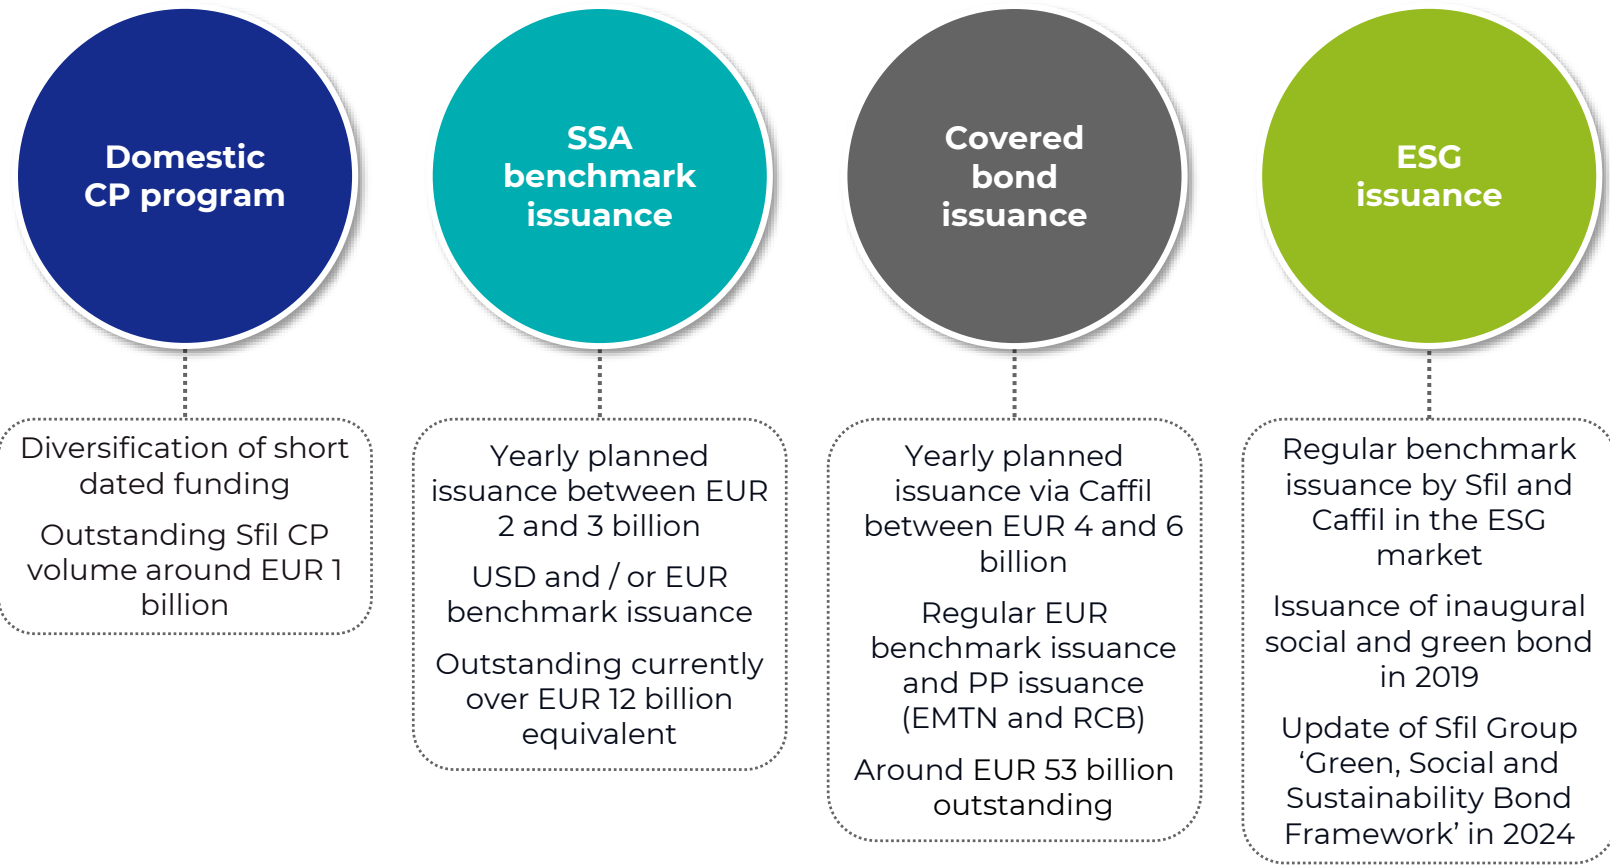 Domestic
CP program
Diversification of short
dated funding
Outstanding Sfil CP
volume around EUR 1
billion
SSA
benchmark
issuance
Yearly planned
issuance between EUR
2 and 3 billion
USD and / or EUR
benchmark issuance
Outstanding currently
over EUR 12 billion
equivalent
Covered
bond
issuance
Yearly planned
issuance via Caffil
between EUR 4 and 6
billion
Regular EUR
benchmark issuance
and PP issuance
(EMTN and RCB)
Around EUR 53 billion
outstanding
ESG
issuance
Regular benchmark
issuance by Sfil and
Caffil in the ESG
market
Issuance of inaugural
social and green bond
in 2019
Update of Sfil Group
‘Green, Social and
Sustainability Bond
Framework’ in 2024